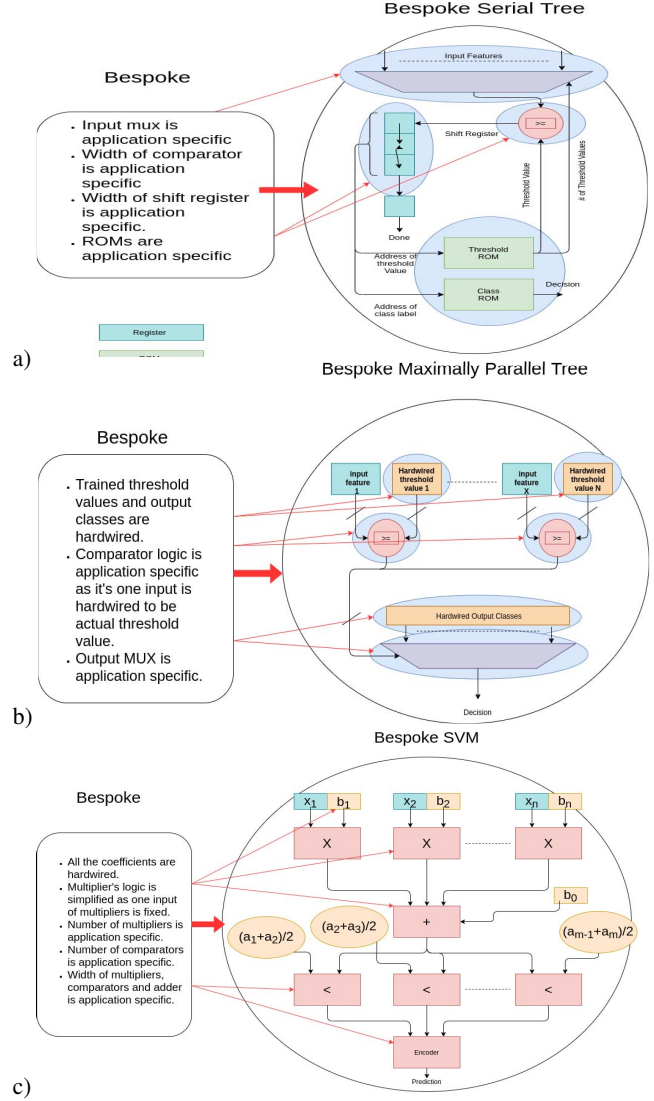 Bespoke Serial Tree
Bespoke
Input mux is
application specific
Width of comparator
is application
specific
Width of shift register
is application
specific.
ROMs are
application specific
Input Features
>=
Shift Register
Threshold Value
# of Threshold Values
Done
Address of
threshold
Value
Threshold
ROM
Class
ROM
Decision
Address of
class label
Register
a)
Bespoke Maximally Parallel Tree
Bespoke
Trained threshold
values and output
classes are
hardwired.
Comparator logic is
application specific
as it's one input is
hardwired to be
actual threshold
value.
Output MUX is
application specific.
input
feature
1
Hardwired
threshold
value 1
input
feature
X
Hardwired
threshold
value N
>=
>=
Hardwired Output Classes
Decision
b)
Bespoke SVM
Bespoke
All the coefficients are
hardwired.
Multiplier's logic is
simplified as one input
of multipliers is fixed.
Number of multipliers is
application specific.
Number of comparators
is application specific.
Width of multipliers,
comparators and adder
is application specific.
x₁ b₁ x₂ b₂ xₙ bₙ
X X X
b₀
+
(a₁+a₂)/2 (a₂+a₃)/2 (aₘ₋₁+aₘ)/2
< < <
Encoder
Prediction
c)